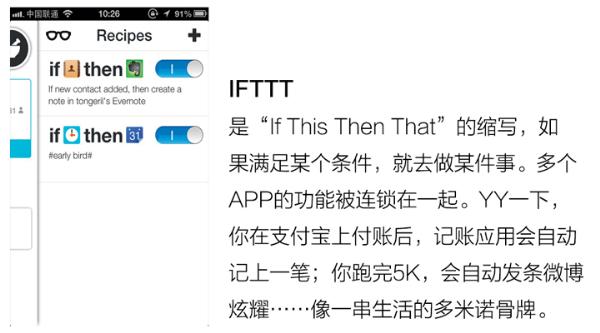 中国联通 10:26 91%
Recipes
if then
If new contact added, then create a
note in tongeril's Evernote
if 31 then
#early bird#
IFTTT
是“If This Then That”的缩写，如
果满足某个条件，就去做某件事。多个
APP的功能被连锁在一起。YY一下，
你在支付宝上付账后，记账应用会自动
记上一笔；你跑完5K，会自动发条微博
炫耀……像一串生活的多米诺骨牌。